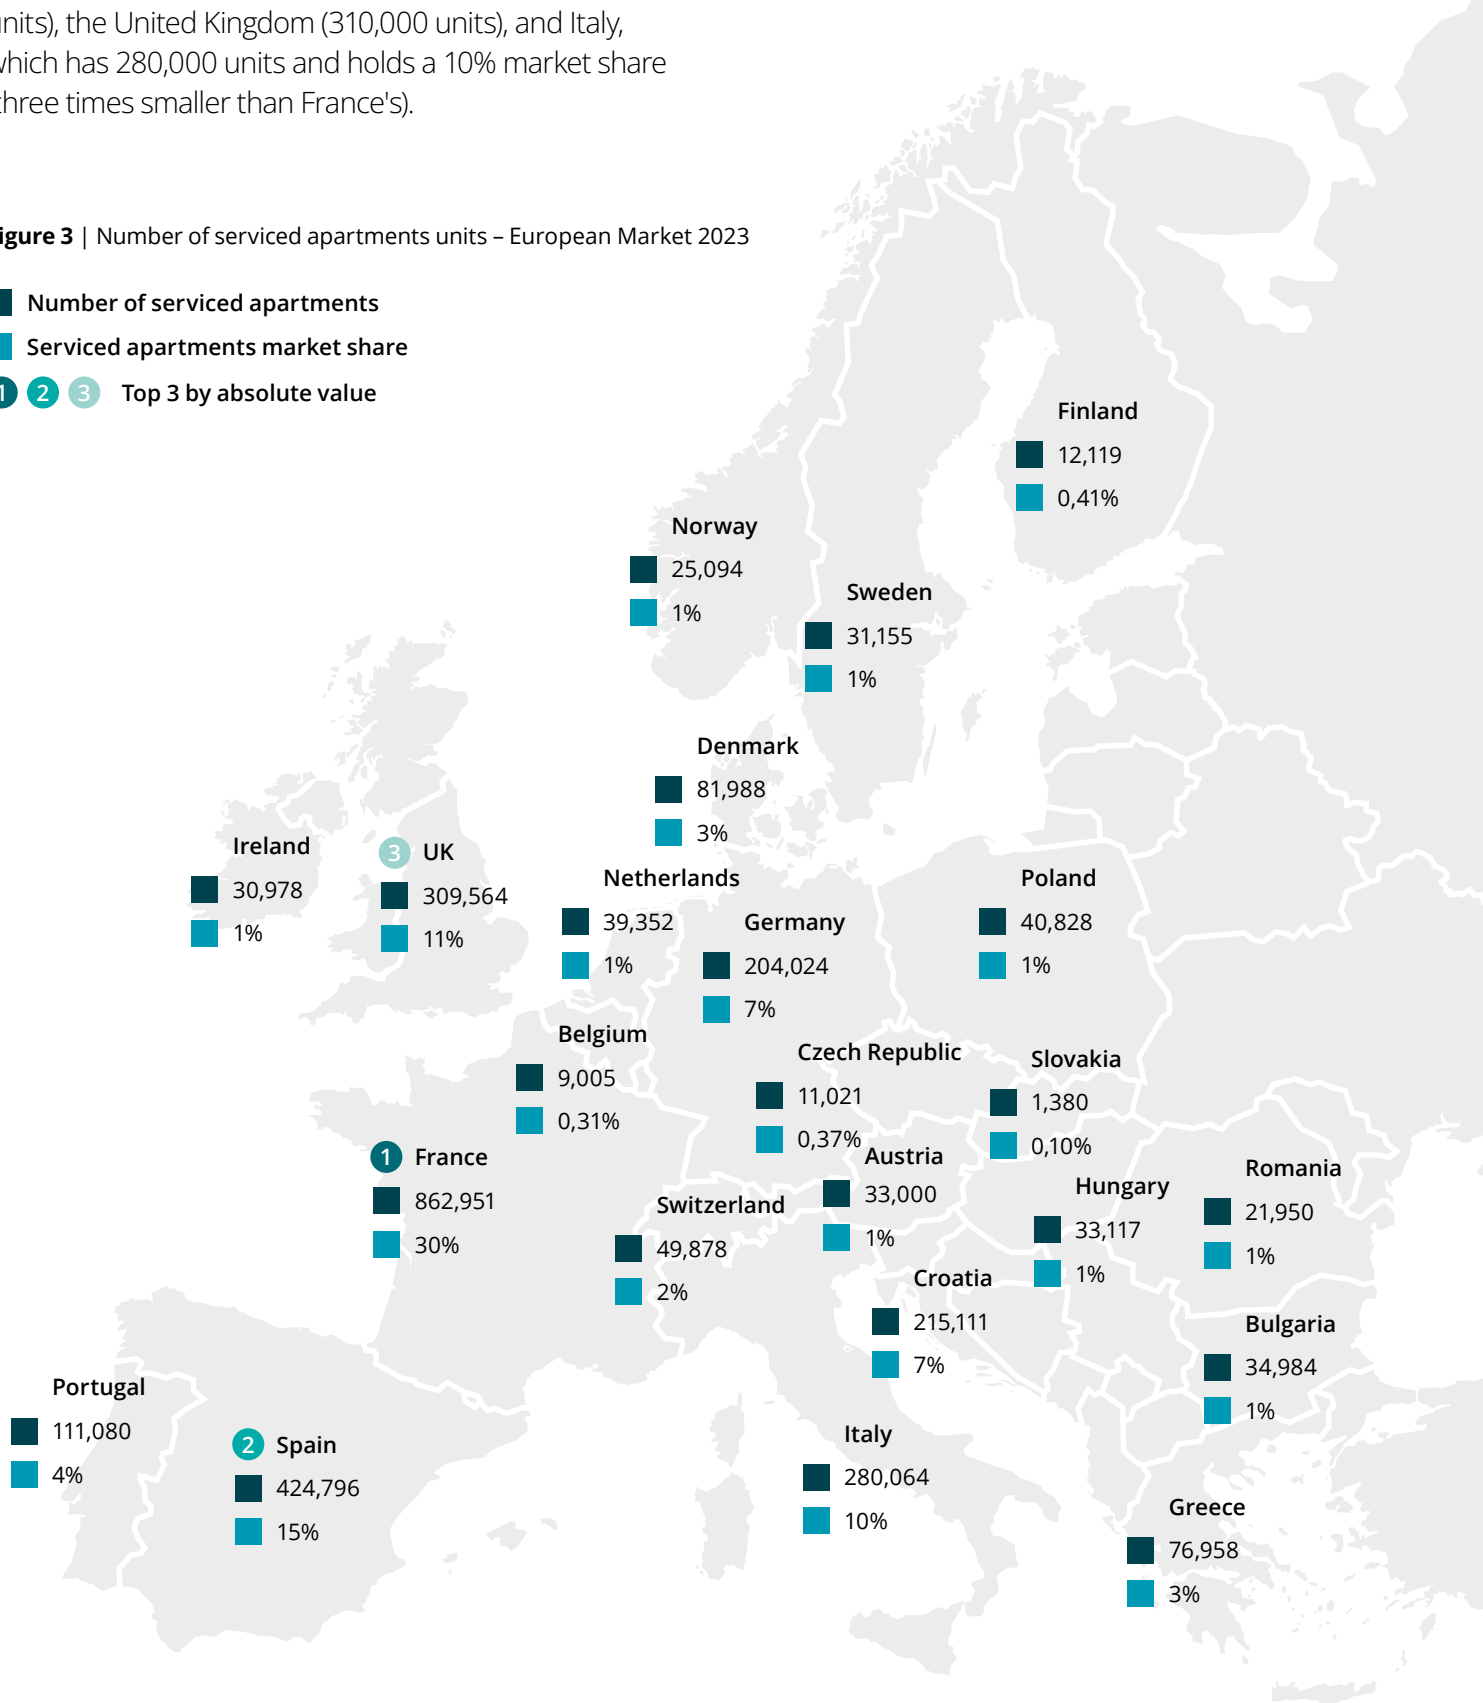 the United Kingdom (310,000 units), and Italy,
has 280,000 units and holds a 10% market share
three times smaller than France's).
Figure 3 | Number of serviced apartments units – European Market 2023
Number of serviced apartments
Serviced apartments market share
1 2 3 Top 3 by absolute value
Finland
12,119
0,41%
Norway
25,094
1%
Sweden
31,155
1%
Denmark
81,988
3%
Ireland
30,978
1%
3 UK
309,564
11%
Netherlands
39,352
1%
Germany
204,024
7%
Poland
40,828
1%
Belgium
9,005
0,31%
Czech Republic
11,021
0,37%
Slovakia
1,380
0,10%
1 France
862,951
30%
Switzerland
49,878
2%
Austria
33,000
1%
Hungary
33,117
1%
Romania
21,950
1%
Croatia
215,111
7%
Bulgaria
34,984
1%
Portugal
111,080
4%
2 Spain
424,796
15%
Italy
280,064
10%
Greece
76,958
3%